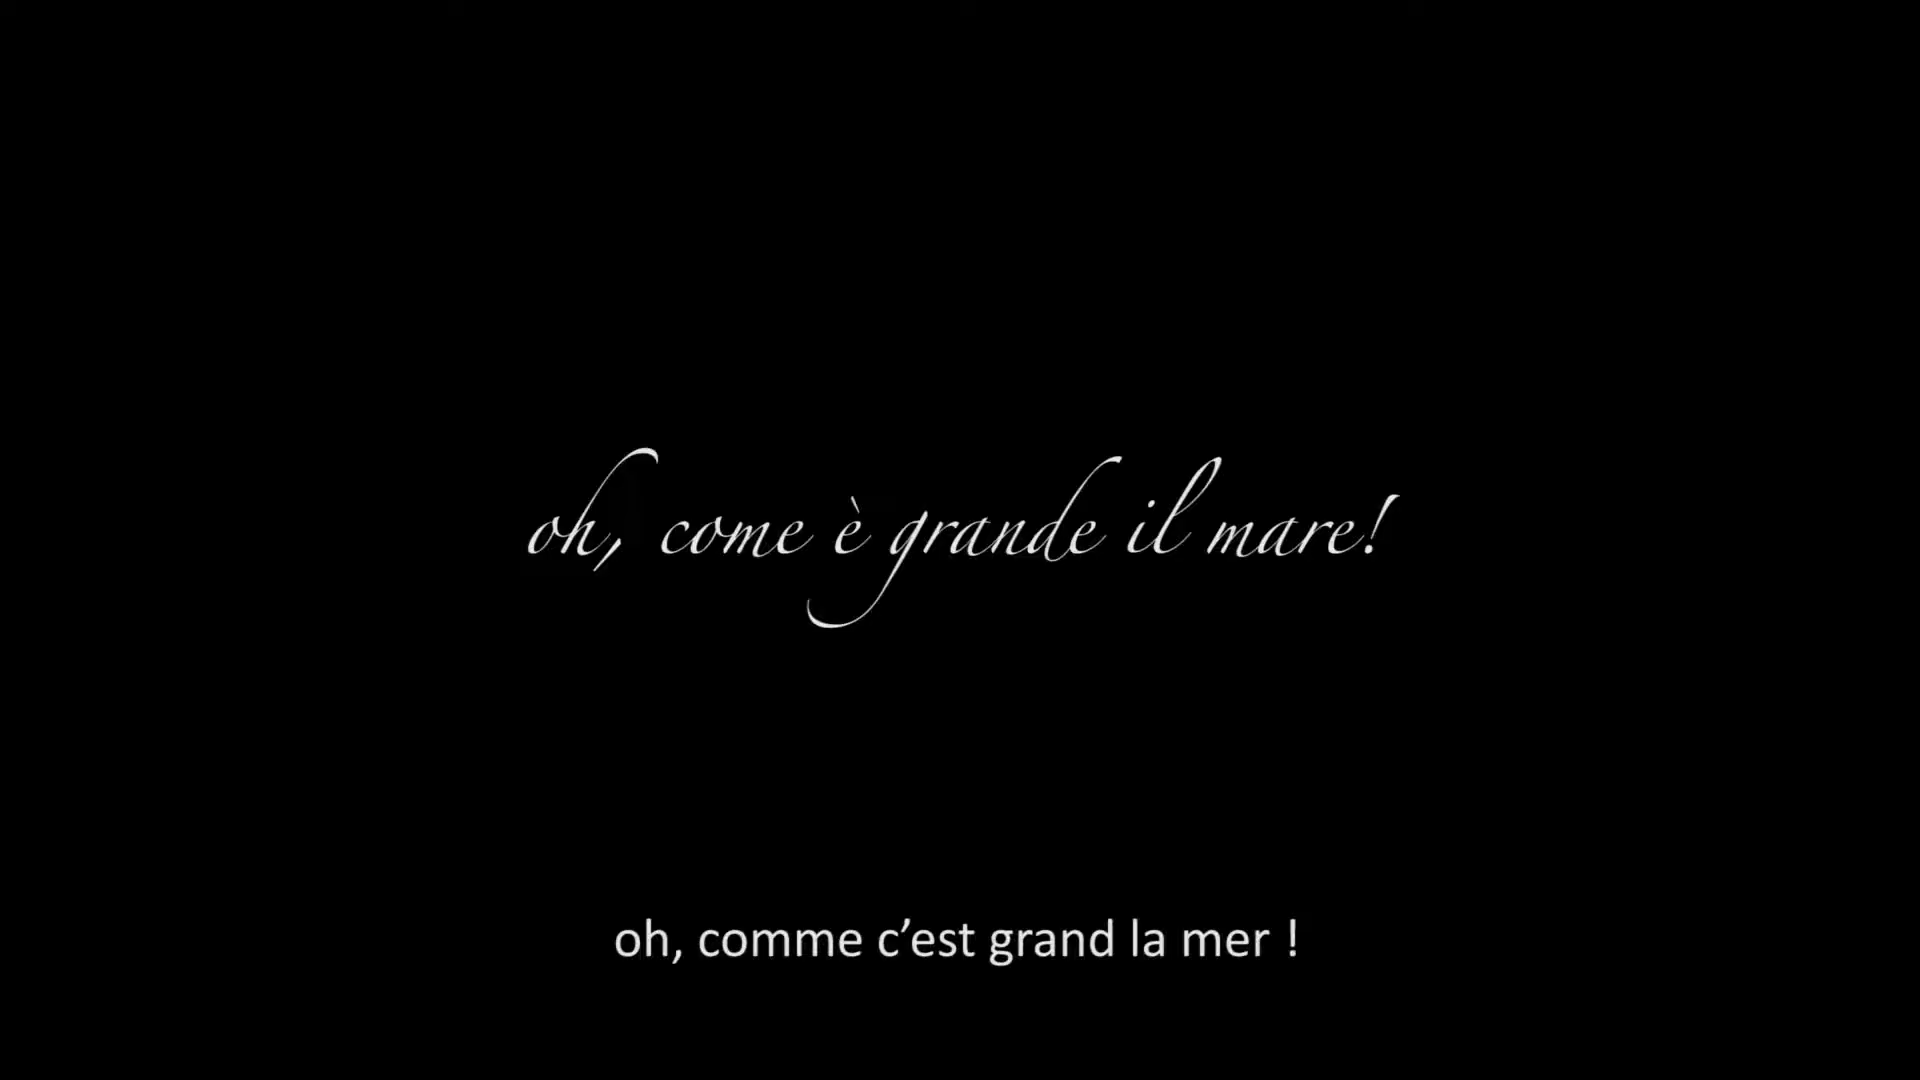 oh, come è grande il mare!
oh, comme c’est grand la mer !